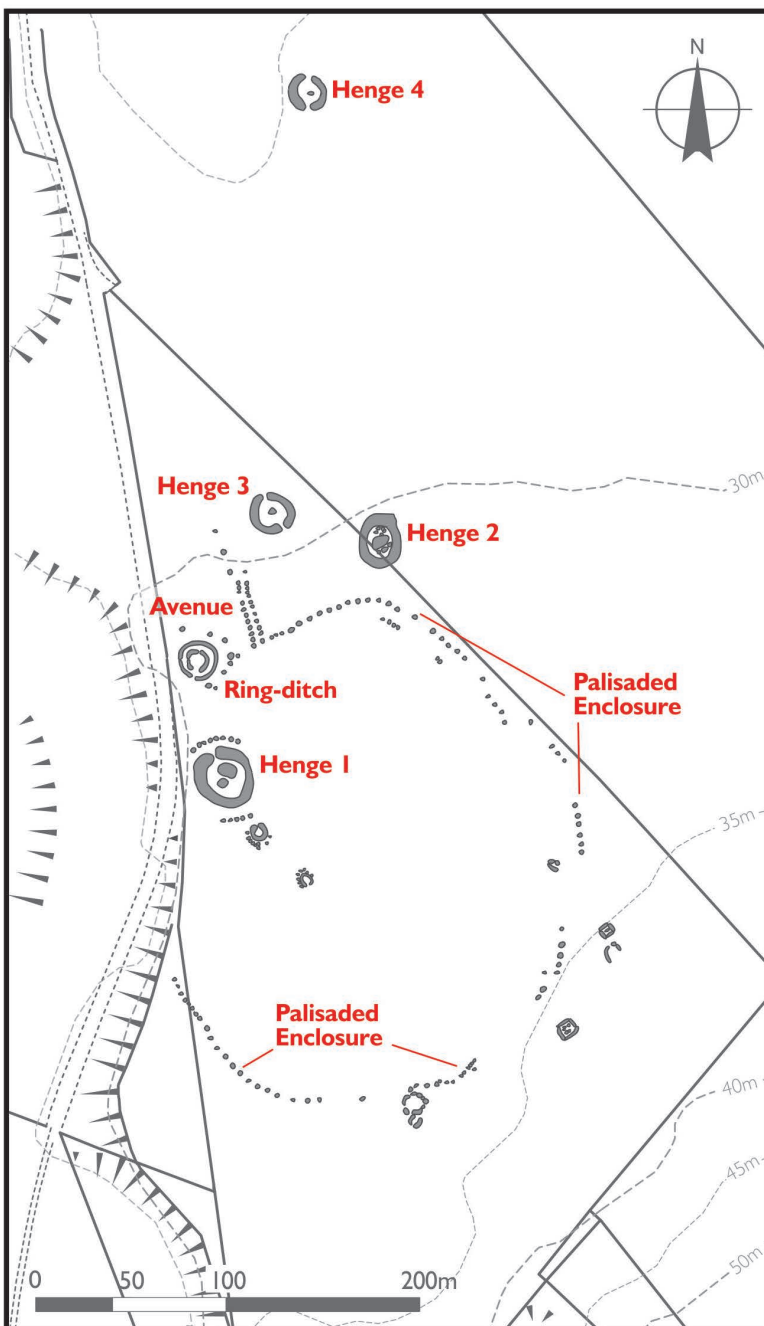 Henge 4
N
Henge 3
30m
Henge 2
Avenue
Ring-ditch
Palisaded
Enclosure
Henge 1
35m
Palisaded
Enclosure
40m
45m
50m
0 50 100 200m